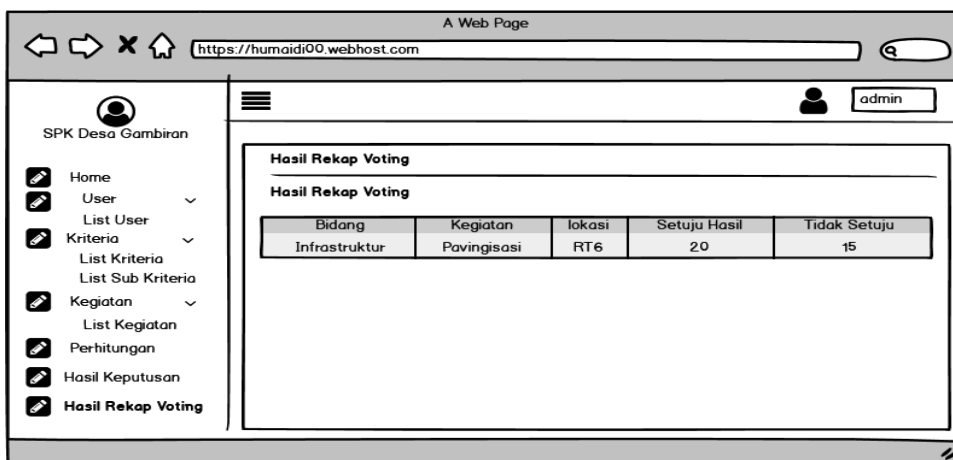 A Web Page
https://humaidi00.webhost.com
admin
SPK Desa Gambiran
Home
User
List User
Kriteria
List Kriteria
List Sub Kriteria
Kegiatan
List Kegiatan
Perhitungan
Hasil Keputusan
Hasil Rekap Voting
Hasil Rekap Voting
Hasil Rekap Voting
Bidang Kegiatan lokasi Setuju Hasil Tidak Setuju
Infrastruktur Pavingisasi RT6 20 15